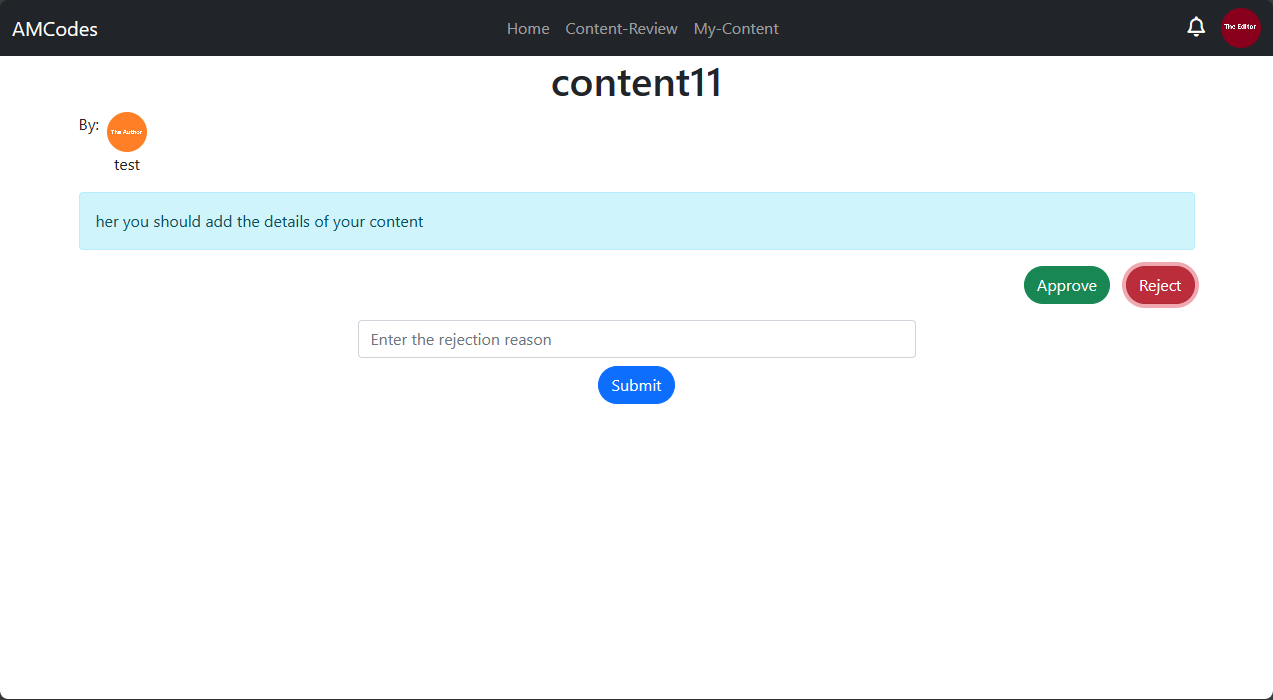 AMCodes Home Content-Review My-Content The Editor
content11
By: The Author
test
her you should add the details of your content
Approve Reject
Enter the rejection reason
Submit